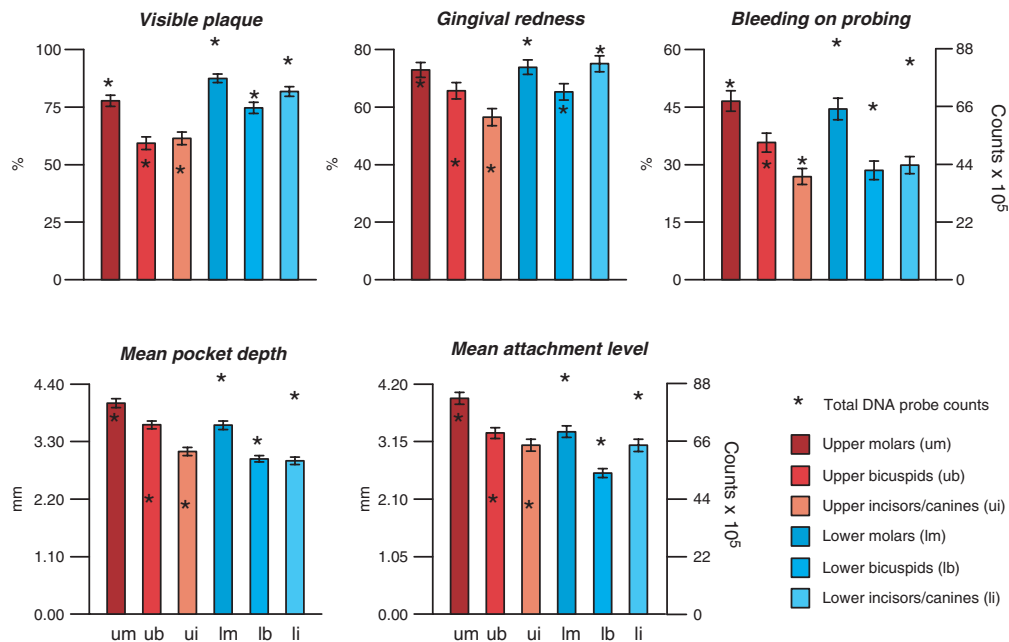 Visible plaque
Gingival redness
Bleeding on probing
100
75
50
25
0
%
80
60
40
20
0
%
60
45
30
15
0
%
88
66
44
22
0
Counts x 10⁵
Mean pocket depth
Mean attachment level
4.40
3.30
2.20
1.10
0.00
mm
um ub ui lm lb li
4.20
3.15
2.10
1.05
0.00
mm
um ub ui lm lb li
88
66
44
22
0
Counts x 10⁵
* Total DNA probe counts
Upper molars (um)
Upper bicuspids (ub)
Upper incisors/canines (ui)
Lower molars (lm)
Lower bicuspids (lb)
Lower incisors/canines (li)